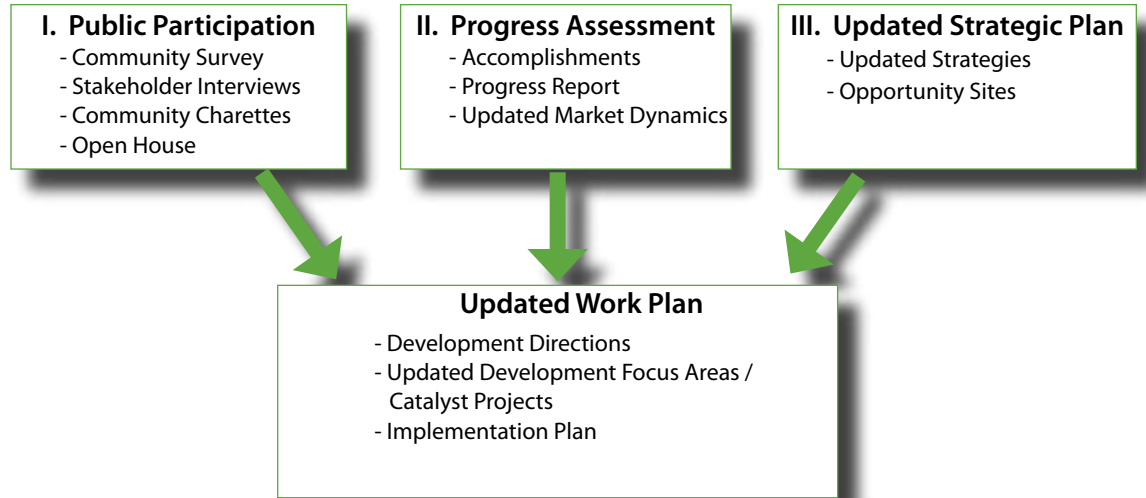 I. Public Participation
- Community Survey
- Stakeholder Interviews
- Community Charettes
- Open House
II. Progress Assessment
- Accomplishments
- Progress Report
- Updated Market Dynamics
III. Updated Strategic Plan
- Updated Strategies
- Opportunity Sites
Updated Work Plan
- Development Directions
- Updated Development Focus Areas /
Catalyst Projects
- Implementation Plan